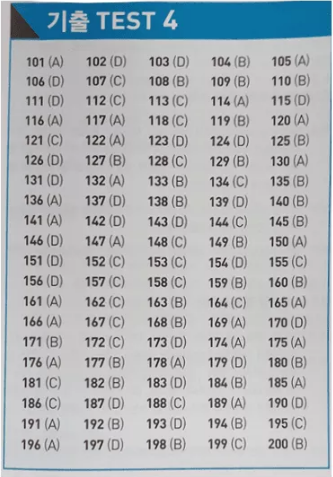 기출 TEST 4
101 (A) 102 (D) 103 (D) 104 (B) 105 (A)
106 (D) 107 (C) 108 (B) 109 (B) 110 (B)
111 (D) 112 (C) 113 (C) 114 (A) 115 (D)
116 (A) 117 (A) 118 (C) 119 (B) 120 (A)
121 (C) 122 (A) 123 (D) 124 (D) 125 (B)
126 (D) 127 (B) 128 (C) 129 (B) 130 (A)
131 (D) 132 (A) 133 (B) 134 (C) 135 (B)
136 (A) 137 (D) 138 (B) 139 (D) 140 (B)
141 (A) 142 (D) 143 (D) 144 (C) 145 (B)
146 (D) 147 (A) 148 (C) 149 (B) 150 (A)
151 (D) 152 (C) 153 (C) 154 (D) 155 (C)
156 (D) 157 (C) 158 (C) 159 (B) 160 (B)
161 (A) 162 (C) 163 (B) 164 (C) 165 (A)
166 (A) 167 (C) 168 (B) 169 (A) 170 (D)
171 (B) 172 (C) 173 (D) 174 (A) 175 (A)
176 (A) 177 (B) 178 (A) 179 (D) 180 (B)
181 (C) 182 (B) 183 (D) 184 (B) 185 (A)
186 (C) 187 (D) 188 (C) 189 (A) 190 (D)
191 (A) 192 (B) 193 (D) 194 (B) 195 (C)
196 (A) 197 (D) 198 (B) 199 (C) 200 (B)